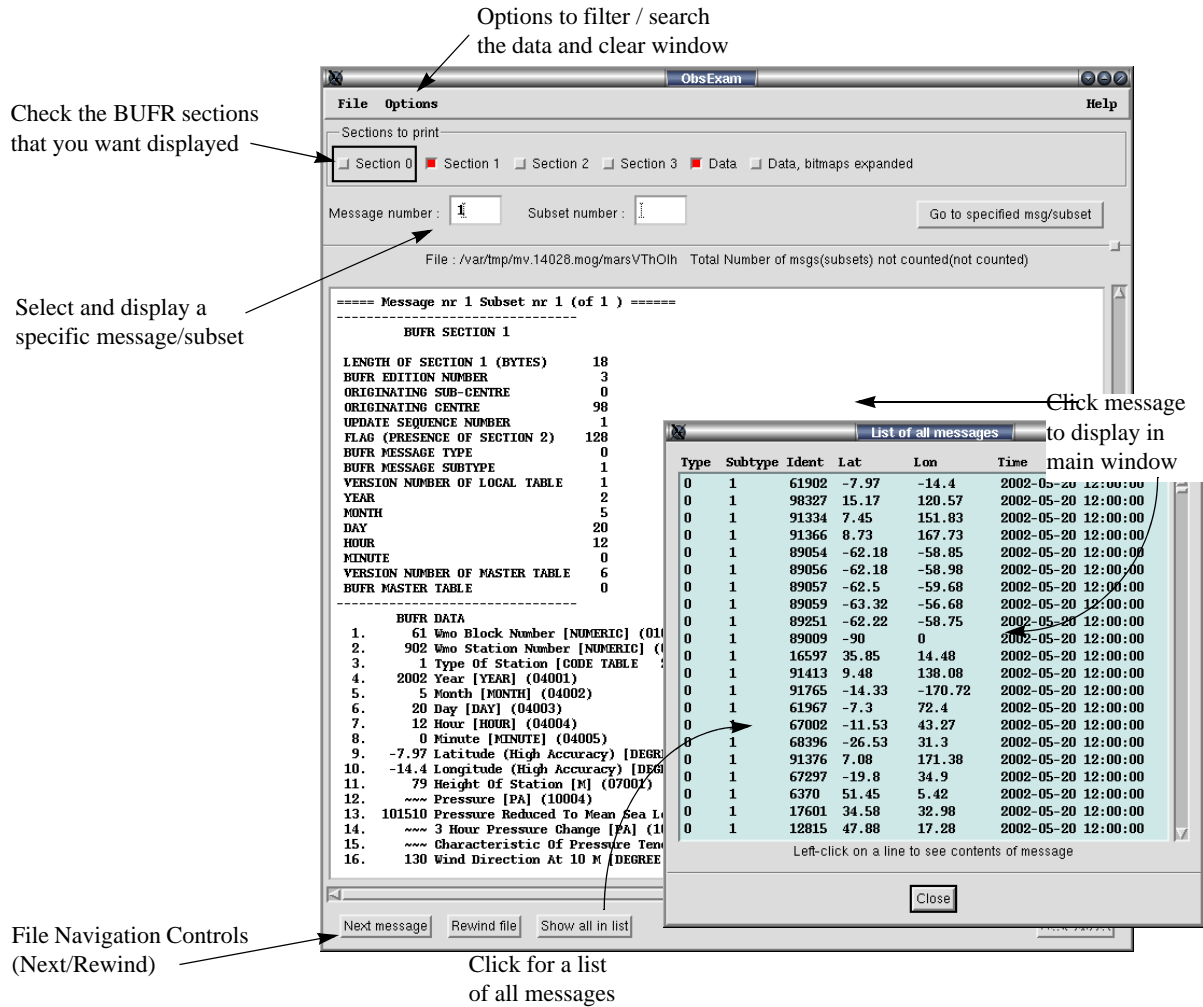 Options to filter / search
the data and clear window
ObsExam
Check the BUFR sections
that you want displayed
File Options Help
Sections to print
Section 0 Section 1 Section 2 Section 3 Data Data, bitmaps expanded
Message number : 1 Subset number : Go to specified msg/subset
File : /var/tmp/mv.14028.mog/marsVThOlh Total Number of msgs(subsets) not counted(not counted)
Select and display a
specific message/subset
===== Message nr 1 Subset nr 1 (of 1 ) ======
--------------------------------
BUFR SECTION 1
LENGTH OF SECTION 1 (BYTES) 18
BUFR EDITION NUMBER 3
ORIGINATING SUB-CENTRE 0
ORIGINATING CENTRE 98
UPDATE SEQUENCE NUMBER 1
FLAG (PRESENCE OF SECTION 2) 128
BUFR MESSAGE TYPE 0
BUFR MESSAGE SUBTYPE 1
VERSION NUMBER OF LOCAL TABLE 1
YEAR 2
MONTH 5
DAY 20
HOUR 12
MINUTE 0
VERSION NUMBER OF MASTER TABLE 6
BUFR MASTER TABLE 0
--------------------------------
BUFR DATA
1. 61 Wmo Block Number [NUMERIC] (010
2. 902 Wmo Station Number [NUMERIC] (
3. 1 Type Of Station [CODE TABLE
4. 2002 Year [YEAR] (04001)
5. 5 Month [MONTH] (04002)
6. 20 Day [DAY] (04003)
7. 12 Hour [HOUR] (04004)
8. 0 Minute [MINUTE] (04005)
9. -7.97 Latitude (High Accuracy) [DEGRE
10. -14.4 Longitude (High Accuracy) [DEG
11. 79 Height Of Station [M] (07001)
12. ~~~ Pressure [PA] (10004)
13. 101510 Pressure Reduced To Mean Sea L
14. ~~~ 3 Hour Pressure Change [PA] (1
15. ~~~ Characteristic Of Pressure Ten
16. 130 Wind Direction At 10 M [DEGREE
Click message
to display in
main window
List of all messages
Type Subtype Ident Lat Lon Time
0 1 61902 -7.97 -14.4 2002-05-20 12:00:00
0 1 98327 15.17 120.57 2002-05-20 12:00:00
0 1 91334 7.45 151.83 2002-05-20 12:00:00
0 1 91366 8.73 167.73 2002-05-20 12:00:00
0 1 89054 -62.18 -58.85 2002-05-20 12:00:00
0 1 89056 -62.18 -58.98 2002-05-20 12:00:00
0 1 89057 -62.5 -59.68 2002-05-20 12:00:00
0 1 89059 -63.32 -56.68 2002-05-20 12:00:00
0 1 89251 -62.22 -58.75 2002-05-20 12:00:00
0 1 89009 -90 0 2002-05-20 12:00:00
0 1 16597 35.85 14.48 2002-05-20 12:00:00
0 1 91413 9.48 138.08 2002-05-20 12:00:00
0 1 91765 -14.33 -170.72 2002-05-20 12:00:00
0 1 61967 -7.3 72.4 2002-05-20 12:00:00
0 1 67002 -11.53 43.27 2002-05-20 12:00:00
0 1 68396 -26.53 31.3 2002-05-20 12:00:00
0 1 91376 7.08 171.38 2002-05-20 12:00:00
0 1 67297 -19.8 34.9 2002-05-20 12:00:00
0 1 6370 51.45 5.42 2002-05-20 12:00:00
0 1 17601 34.58 32.98 2002-05-20 12:00:00
0 1 12815 47.88 17.28 2002-05-20 12:00:00
Left-click on a line to see contents of message
Close
Next message Rewind file Show all in list
File Navigation Controls
(Next/Rewind)
Click for a list
of all messages